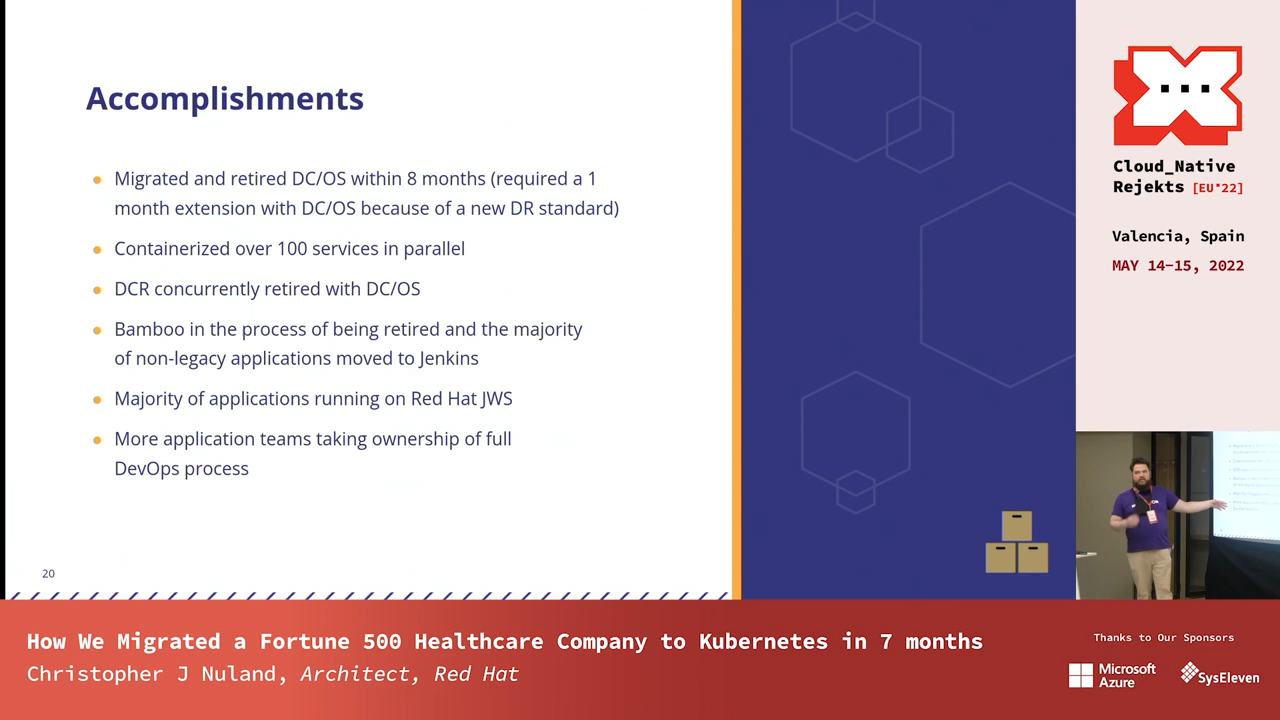 Accomplishments
Migrated and retired DC/OS within 8 months (required a 1
month extension with DC/OS because of a new DR standard)
Containerized over 100 services in parallel
DCR concurrently retired with DC/OS
Bamboo in the process of being retired and the majority
of non-legacy applications moved to Jenkins
Majority of applications running on Red Hat JWS
More application teams taking ownership of full
DevOps process
20
Cloud_Native
Rejekts [EU*22]
Valencia, Spain
MAY 14-15, 2022
How We Migrated a Fortune 500 Healthcare Company to Kubernetes in 7 months
Christopher J Nuland, Architect, Red Hat
Thanks to Our Sponsors
Microsoft
Azure
SysEleven